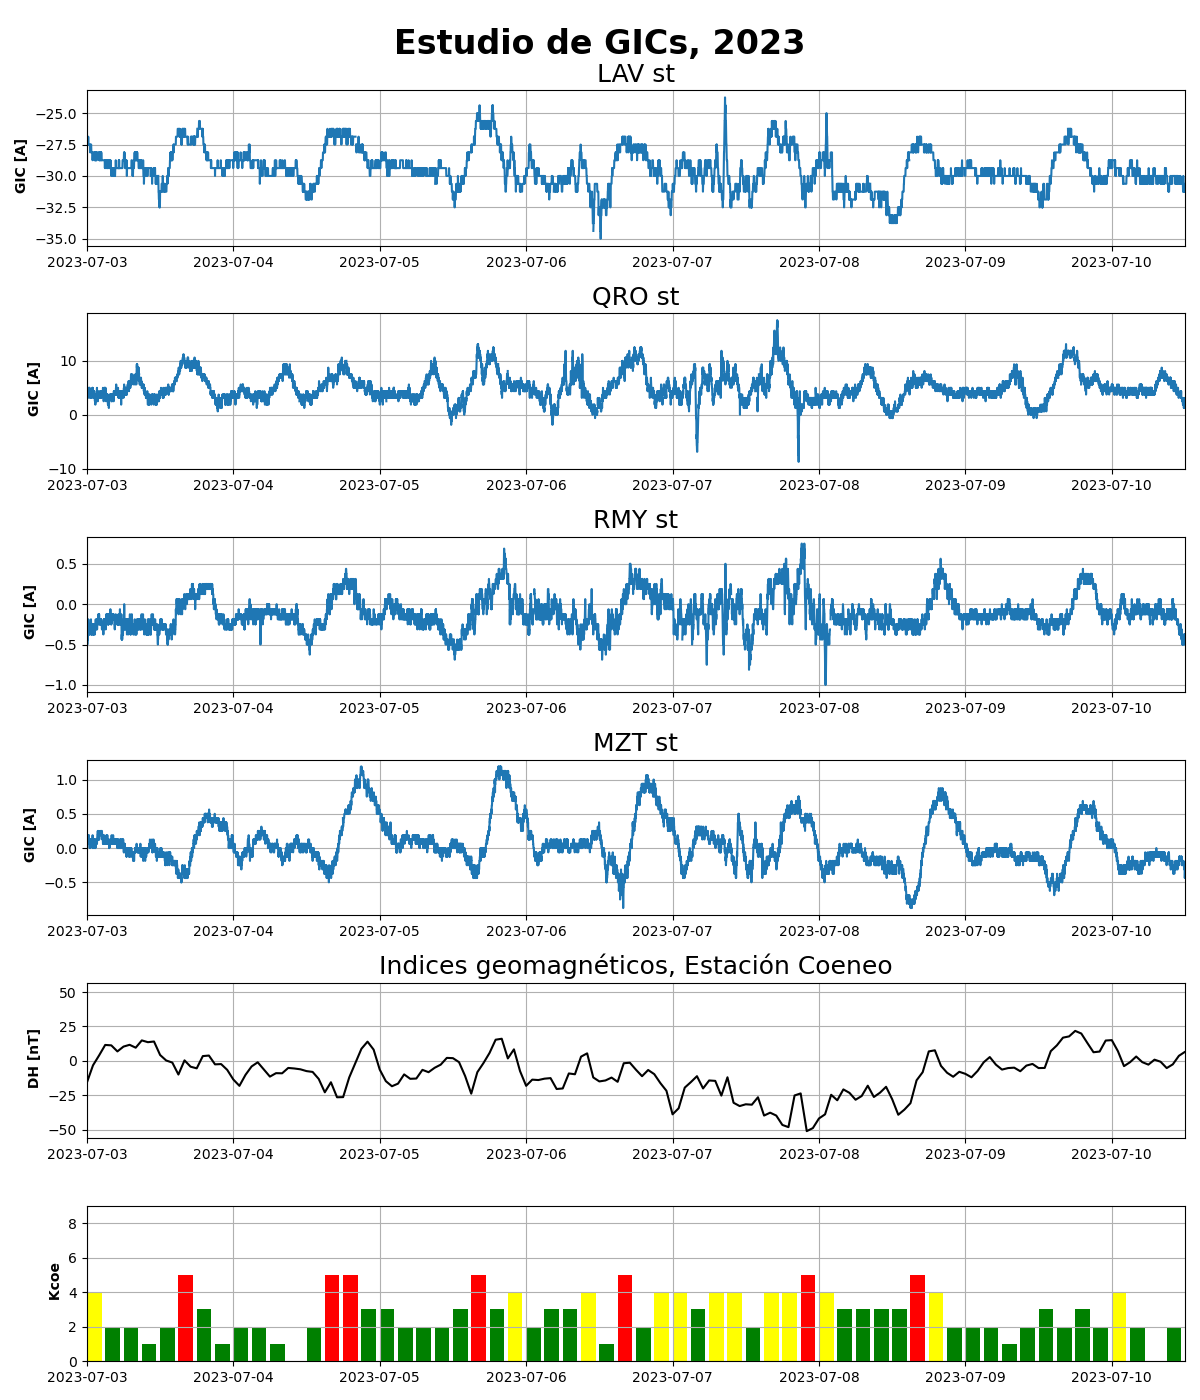 Estudio de GICs, 2023
LAV st
GIC [A]
−25.0
−27.5
−30.0
−32.5
−35.0
2023-07-03 2023-07-04 2023-07-05 2023-07-06 2023-07-07 2023-07-08 2023-07-09 2023-07-10
QRO st
GIC [A]
10
0
−10
2023-07-03 2023-07-04 2023-07-05 2023-07-06 2023-07-07 2023-07-08 2023-07-09 2023-07-10
RMY st
GIC [A]
0.5
0.0
−0.5
−1.0
2023-07-03 2023-07-04 2023-07-05 2023-07-06 2023-07-07 2023-07-08 2023-07-09 2023-07-10
MZT st
GIC [A]
1.0
0.5
0.0
−0.5
2023-07-03 2023-07-04 2023-07-05 2023-07-06 2023-07-07 2023-07-08 2023-07-09 2023-07-10
Indices geomagnéticos, Estación Coeneo
DH [nT]
50
25
0
−25
−50
2023-07-03 2023-07-04 2023-07-05 2023-07-06 2023-07-07 2023-07-08 2023-07-09 2023-07-10
Kcoe
8
6
4
2
0
2023-07-03 2023-07-04 2023-07-05 2023-07-06 2023-07-07 2023-07-08 2023-07-09 2023-07-10